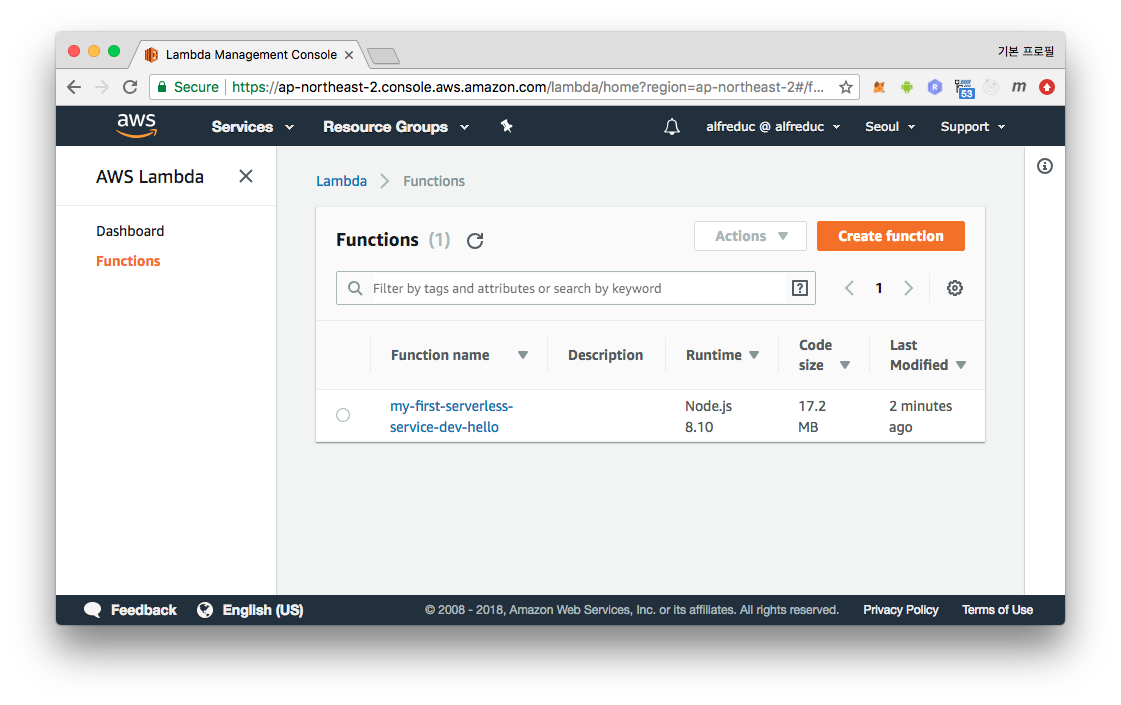 Lambda Management Console
기본 프로필
Secure https://ap-northeast-2.console.aws.amazon.com/lambda/home?region=ap-northeast-2#/f... R 53 m
aws Services Resource Groups alfreduc @ alfreduc Seoul Support
AWS Lambda
Dashboard
Functions
Lambda Functions
Functions (1) Actions Create function
Filter by tags and attributes or search by keyword ? 1
Function name Description Runtime Code size Last Modified
my-first-serverless-
service-dev-hello
Node.js
8.10
17.2
MB
2 minutes
ago
Feedback English (US) © 2008 - 2018, Amazon Web Services, Inc. or its affiliates. All rights reserved. Privacy Policy Terms of Use